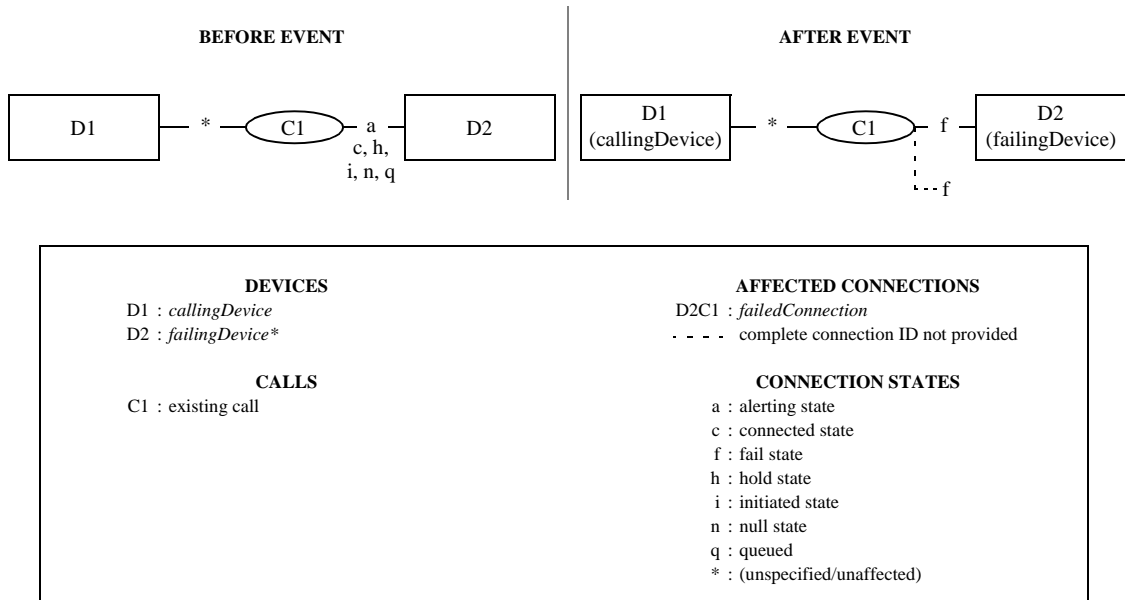 BEFORE EVENT
AFTER EVENT
D1
*
C1
a
c, h,
i, n, q
D2
D1
(callingDevice)
*
C1
f
D2
(failingDevice)
f
DEVICES
D1 : callingDevice
D2 : failingDevice*
CALLS
C1 : existing call
AFFECTED CONNECTIONS
D2C1 : failedConnection
- - - - complete connection ID not provided
CONNECTION STATES
a : alerting state
c : connected state
f : fail state
h : hold state
i : initiated state
n : null state
q : queued
* : (unspecified/unaffected)